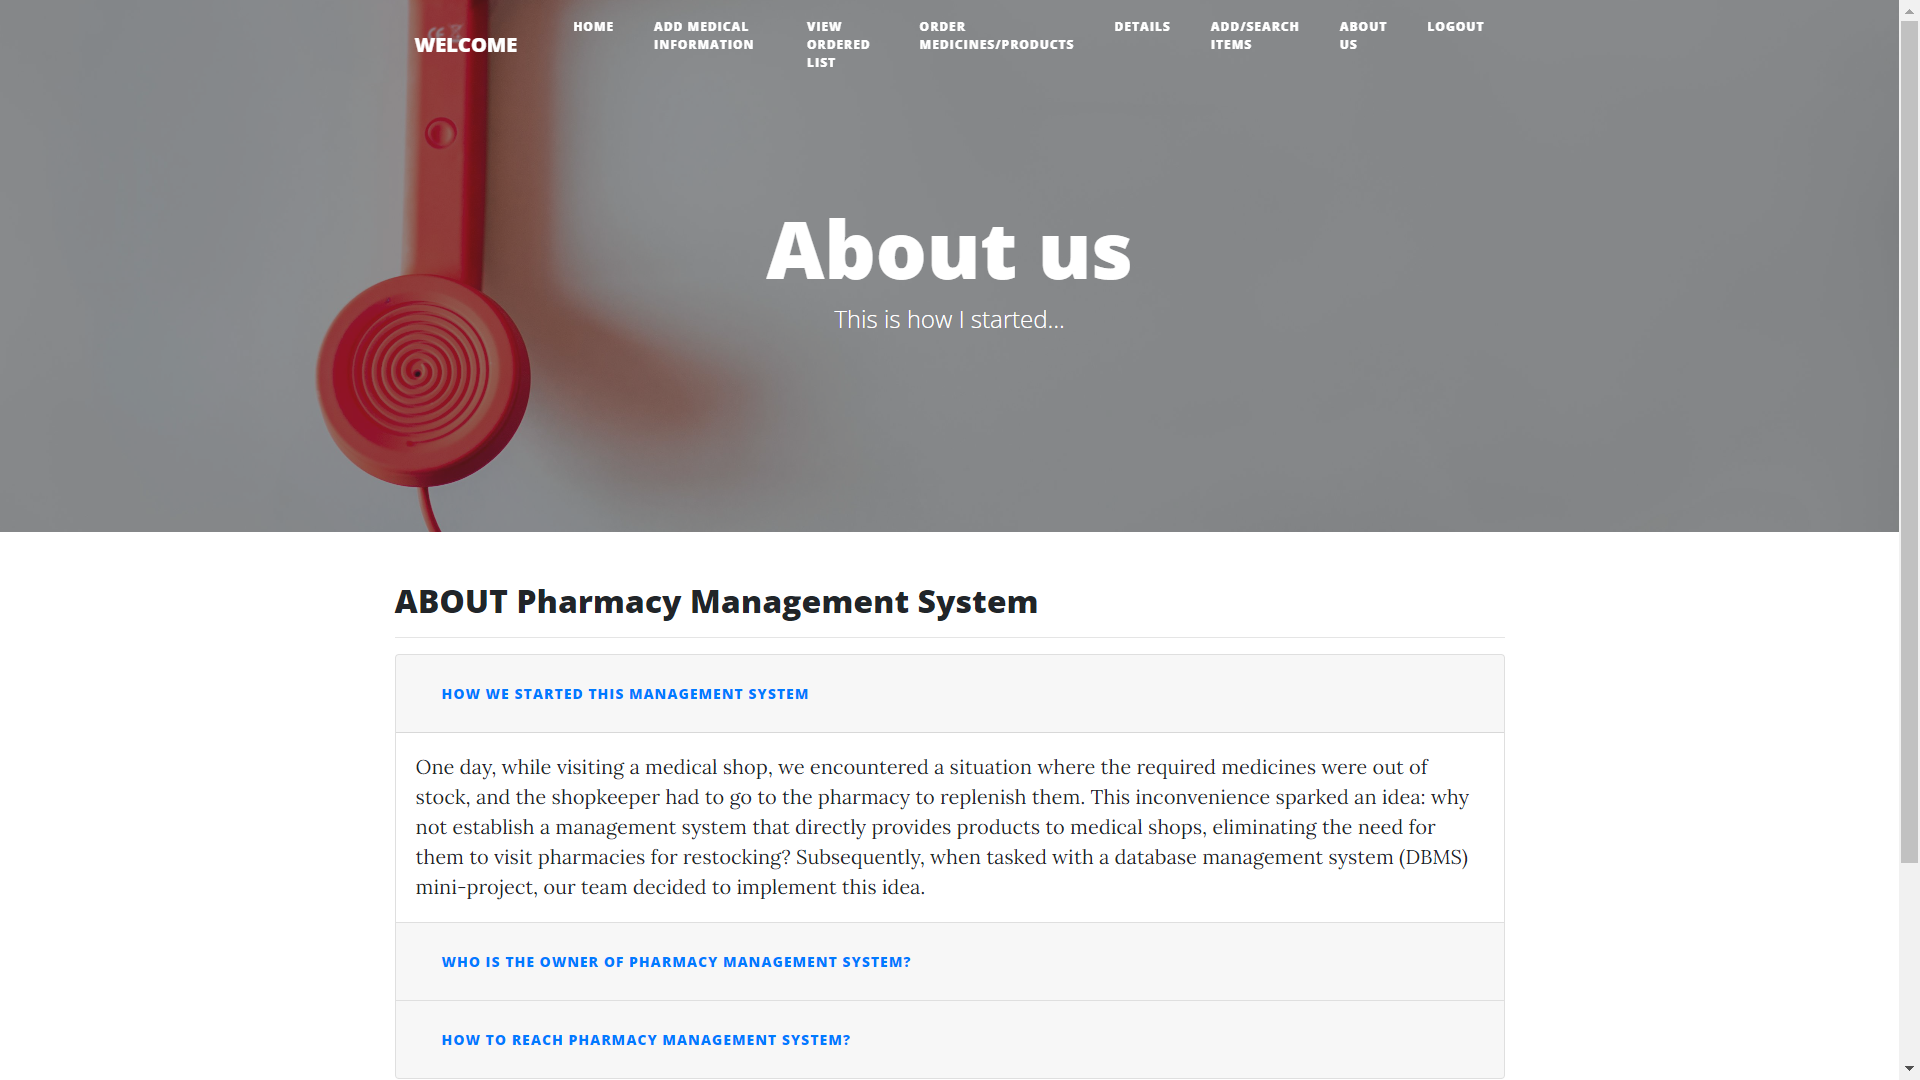 WELCOME
HOME
ADD MEDICAL
INFORMATION
VIEW
ORDERED
LIST
ORDER
MEDICINES/PRODUCTS
DETAILS
ADD/SEARCH
ITEMS
ABOUT
US
LOGOUT
About us
This is how I started...
ABOUT Pharmacy Management System
HOW WE STARTED THIS MANAGEMENT SYSTEM
One day, while visiting a medical shop, we encountered a situation where the required medicines were out of
stock, and the shopkeeper had to go to the pharmacy to replenish them. This inconvenience sparked an idea: why
not establish a management system that directly provides products to medical shops, eliminating the need for
them to visit pharmacies for restocking? Subsequently, when tasked with a database management system (DBMS)
mini-project, our team decided to implement this idea.
WHO IS THE OWNER OF PHARMACY MANAGEMENT SYSTEM?
HOW TO REACH PHARMACY MANAGEMENT SYSTEM?